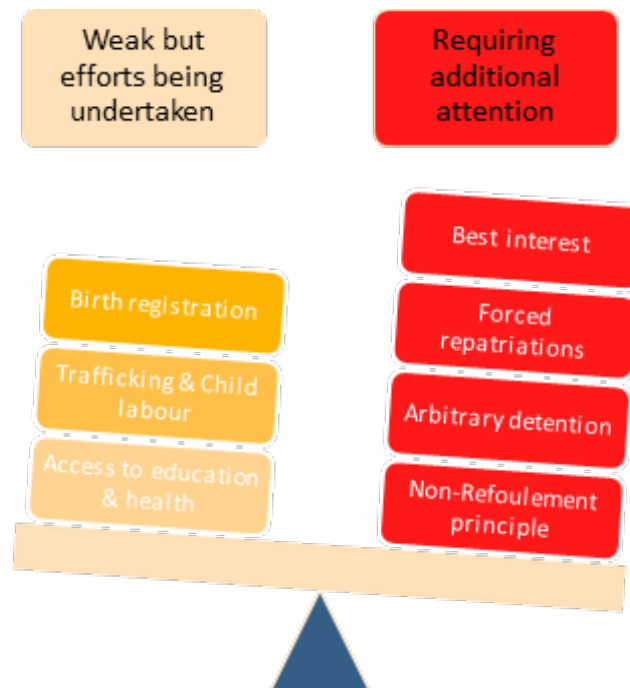 Weak but
efforts being
undertaken
Requiring
additional
attention
Birth registration
Trafficking & Child
labour
Access to education
& health
Best interest
Forced
repatriations
Arbitrary detention
Non-Refoulement
principle